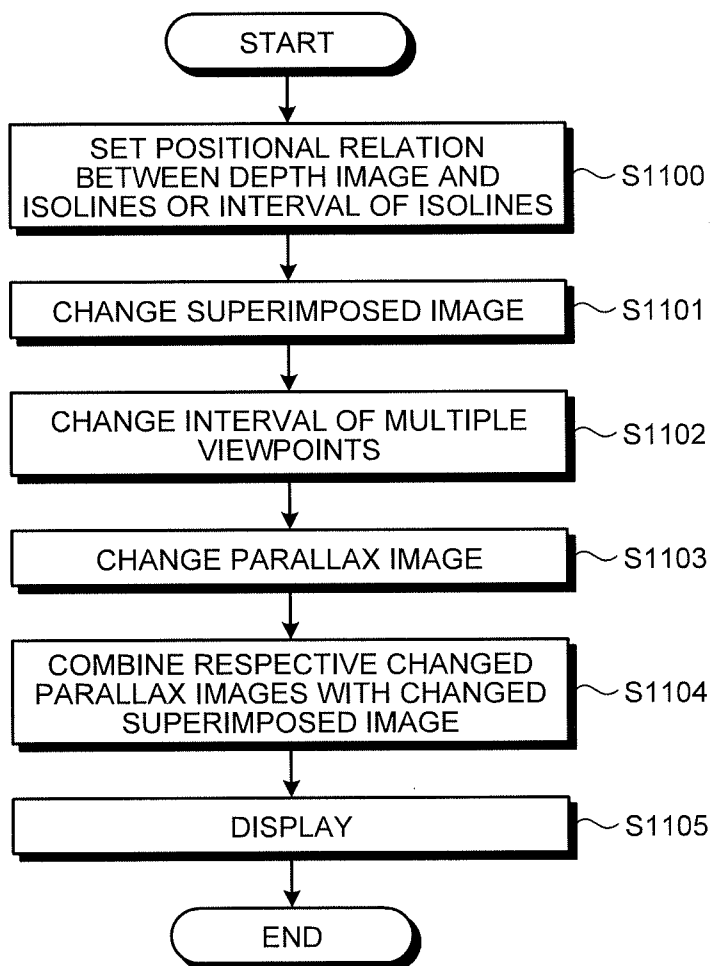 START
SET POSITIONAL RELATION
BETWEEN DEPTH IMAGE AND
ISOLINES OR INTERVAL OF ISOLINES
S1100
CHANGE SUPERIMPOSED IMAGE
S1101
CHANGE INTERVAL OF MULTIPLE
VIEWPOINTS
S1102
CHANGE PARALLAX IMAGE
S1103
COMBINE RESPECTIVE CHANGED
PARALLAX IMAGES WITH CHANGED
SUPERIMPOSED IMAGE
S1104
DISPLAY
S1105
END